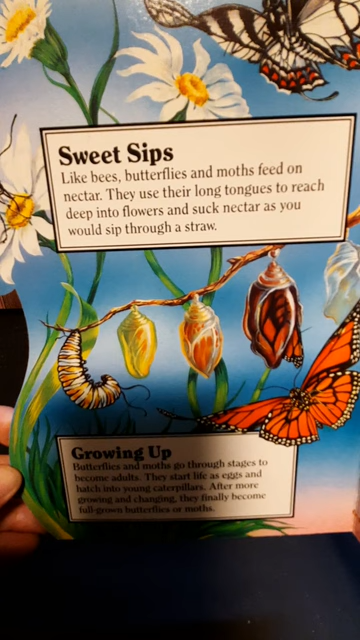 Sweet Sips
Like bees, butterflies and moths feed on
nectar. They use their long tongues to reach
deep into flowers and suck nectar as you
would sip through a straw.
Growing Up
Butterflies and moths go through stages to
become adults. They start life as eggs and
hatch into young caterpillars. After more
growing and changing, they finally become
full-grown butterflies or moths.